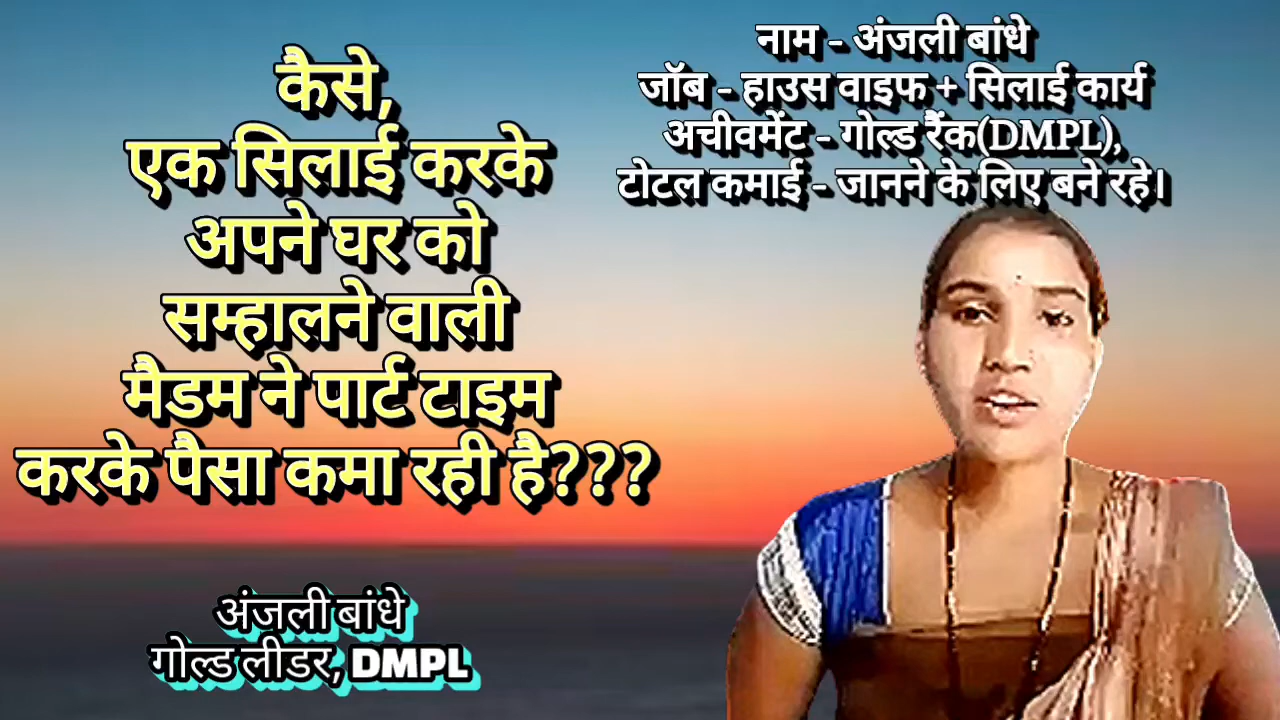 कैसे,
एक सिलाई करके
अपने घर को
सम्हालने वाली
मैडम ने पार्ट टाइम
करके पैसा कमा रही है???
नाम - अंजली बांधे
जॉब - हाउस वाइफ + सिलाई कार्य
अचीवमेंट - गोल्ड रैंक(DMPL),
टोटल कमाई - जानने के लिए बने रहे।
अंजली बांधे
गोल्ड लीडर, DMPL